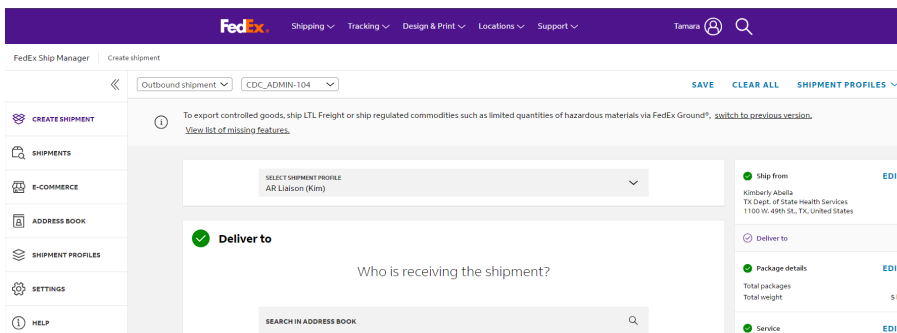 FedEx. Shipping Tracking Design & Print Locations Support Tamara
FedEx Ship Manager Create shipment
Outbound shipment CDC_ADMIN-104 SAVE CLEAR ALL SHIPMENT PROFILES
CREATE SHIPMENT
SHIPMENTS
E-COMMERCE
ADDRESS BOOK
SHIPMENT PROFILES
SETTINGS
HELP
To export controlled goods, ship LTL Freight or ship regulated commodities such as limited quantities of hazardous materials via FedEx Ground®, switch to previous version.
View list of missing features.
SELECT SHIPMENT PROFILE
AR Liaison (Kim)
Deliver to
Who is receiving the shipment?
SEARCH IN ADDRESS BOOK
Ship from EDI
Kimberly Abella
TX Dept. of State Health Services
1100 W. 49th St., TX, United States
Deliver to
Package details EDI
Total packages
Total weight 5
Service EDI